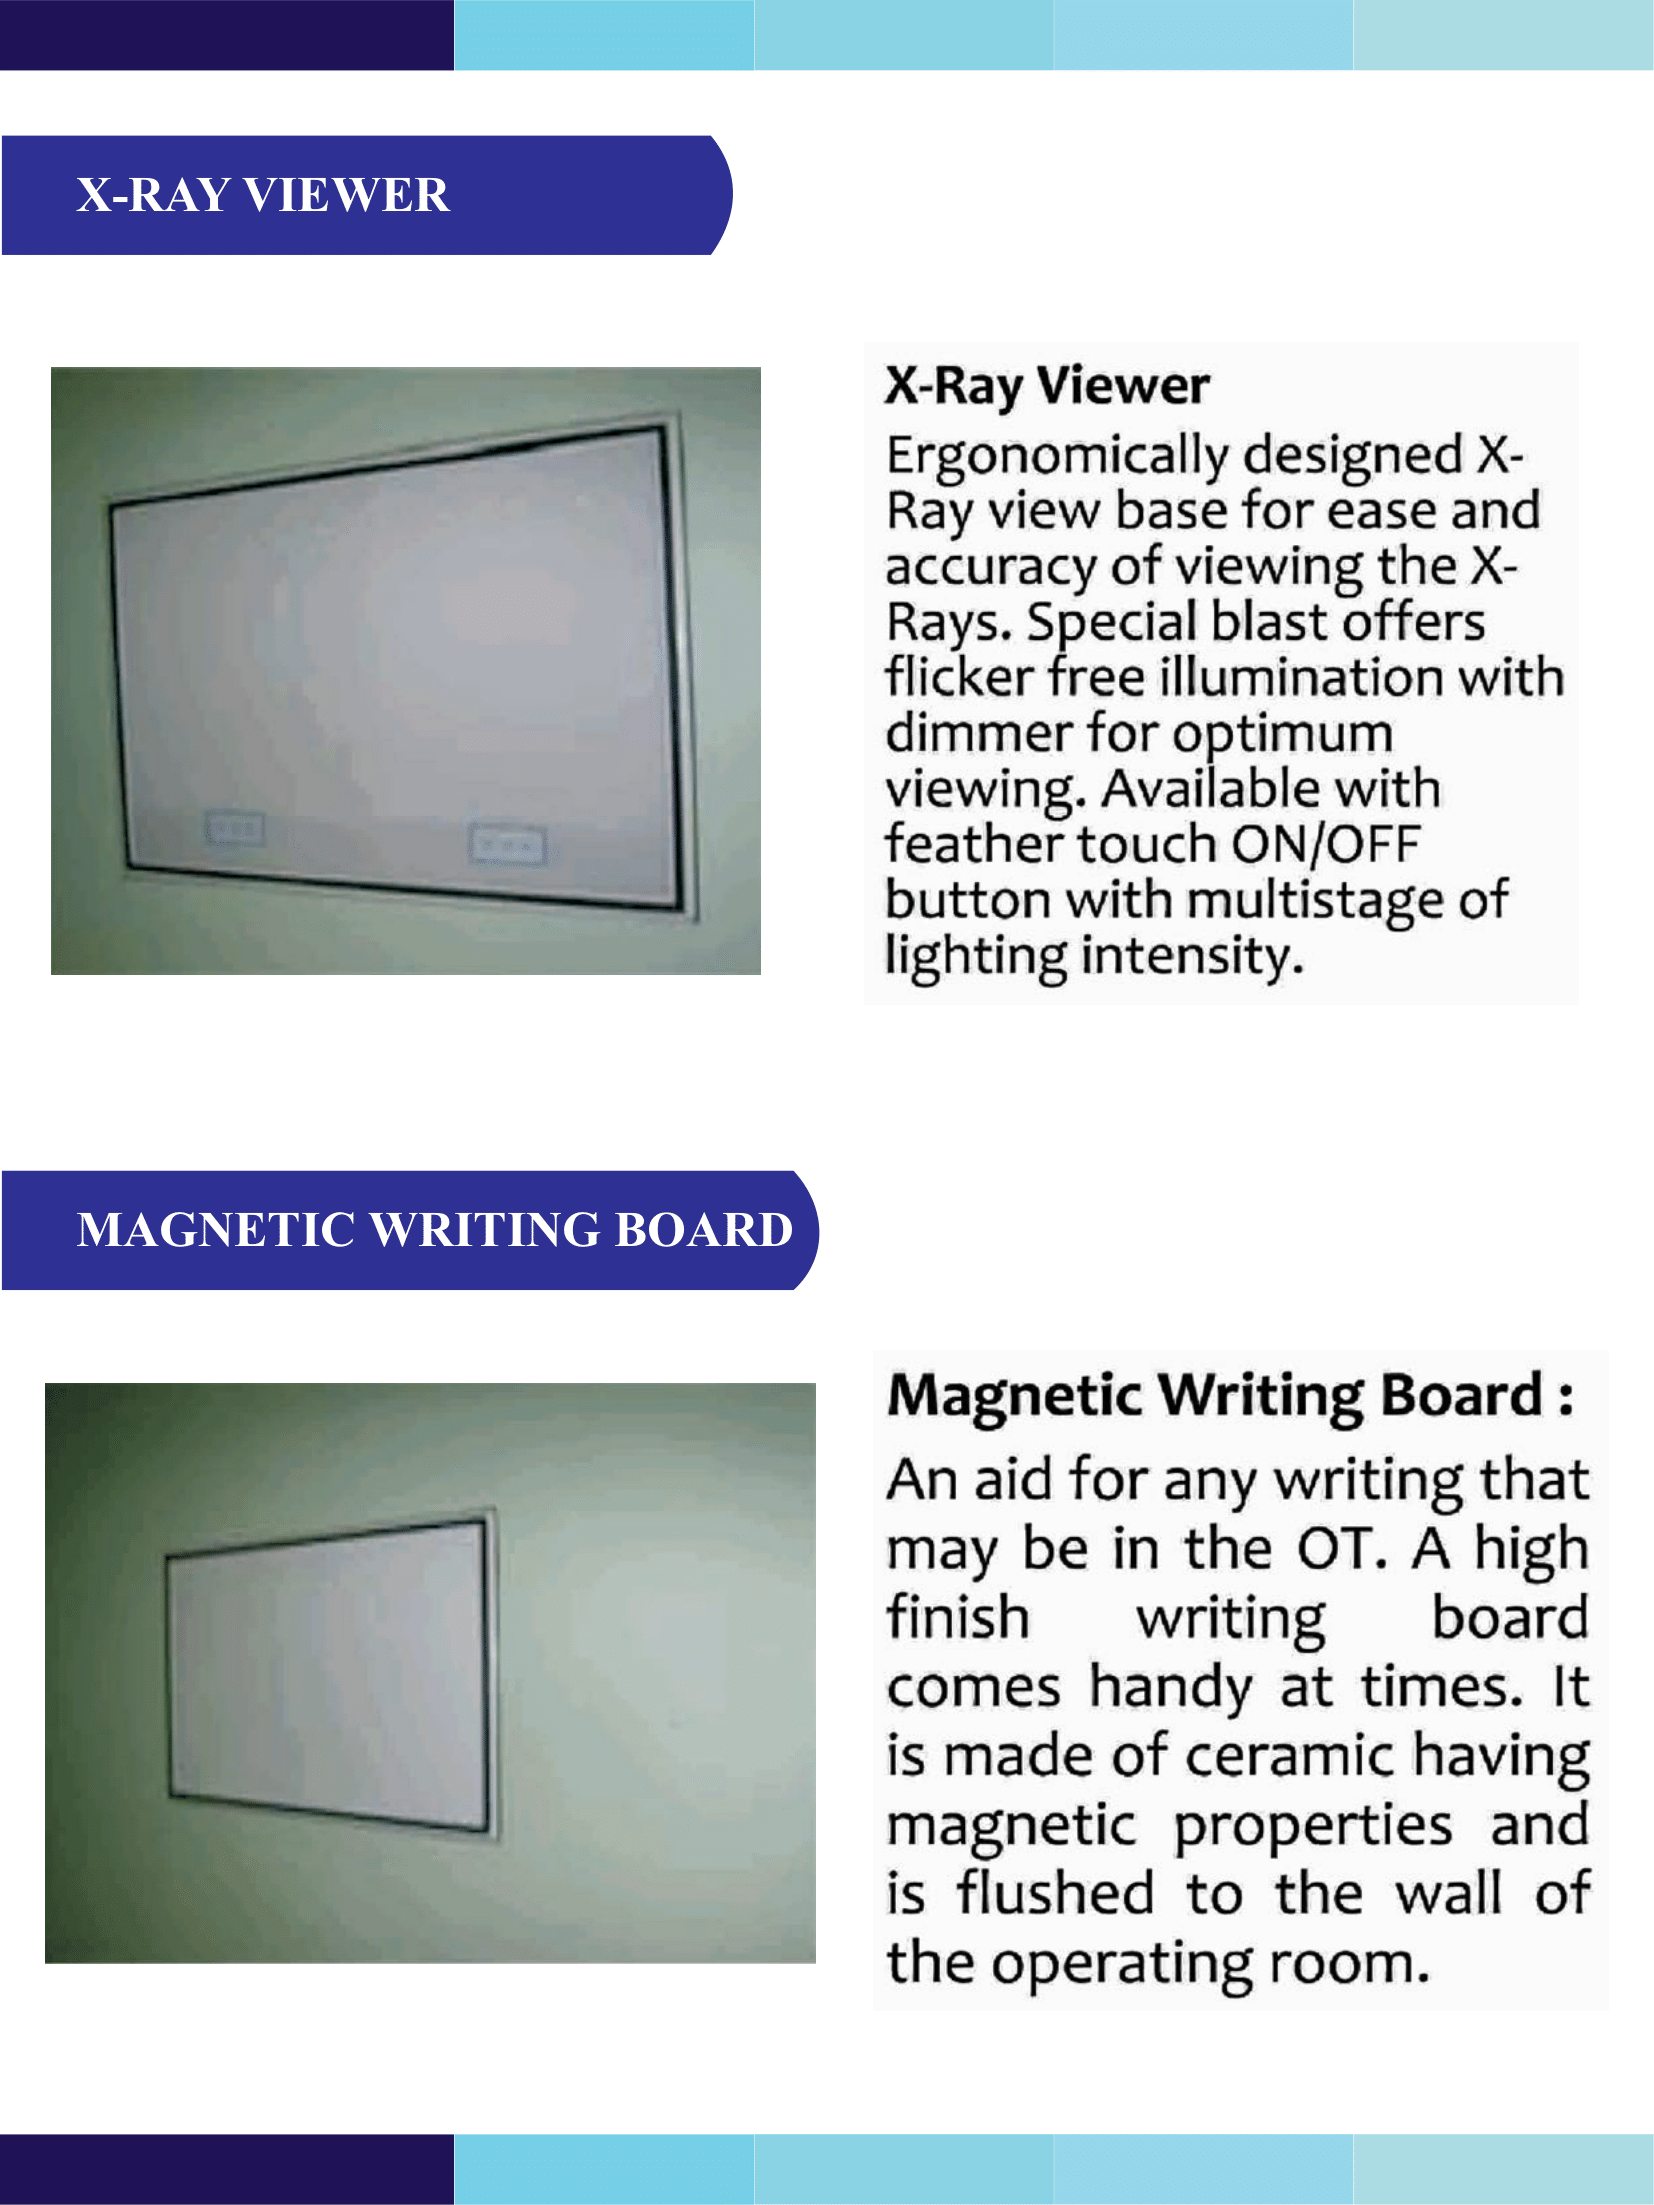 X-RAY VIEWER
X-Ray Viewer
Ergonomically designed X-
Ray view base for ease and
accuracy of viewing the X-
Rays. Special blast offers
flicker free illumination with
dimmer for optimum
viewing. Available with
feather touch ON/OFF
button with multistage of
lighting intensity.
MAGNETIC WRITING BOARD
Magnetic Writing Board :
An aid for any writing that
may be in the OT. A high
finish writing board
comes handy at times. It
is made of ceramic having
magnetic properties and
is flushed to the wall of
the operating room.